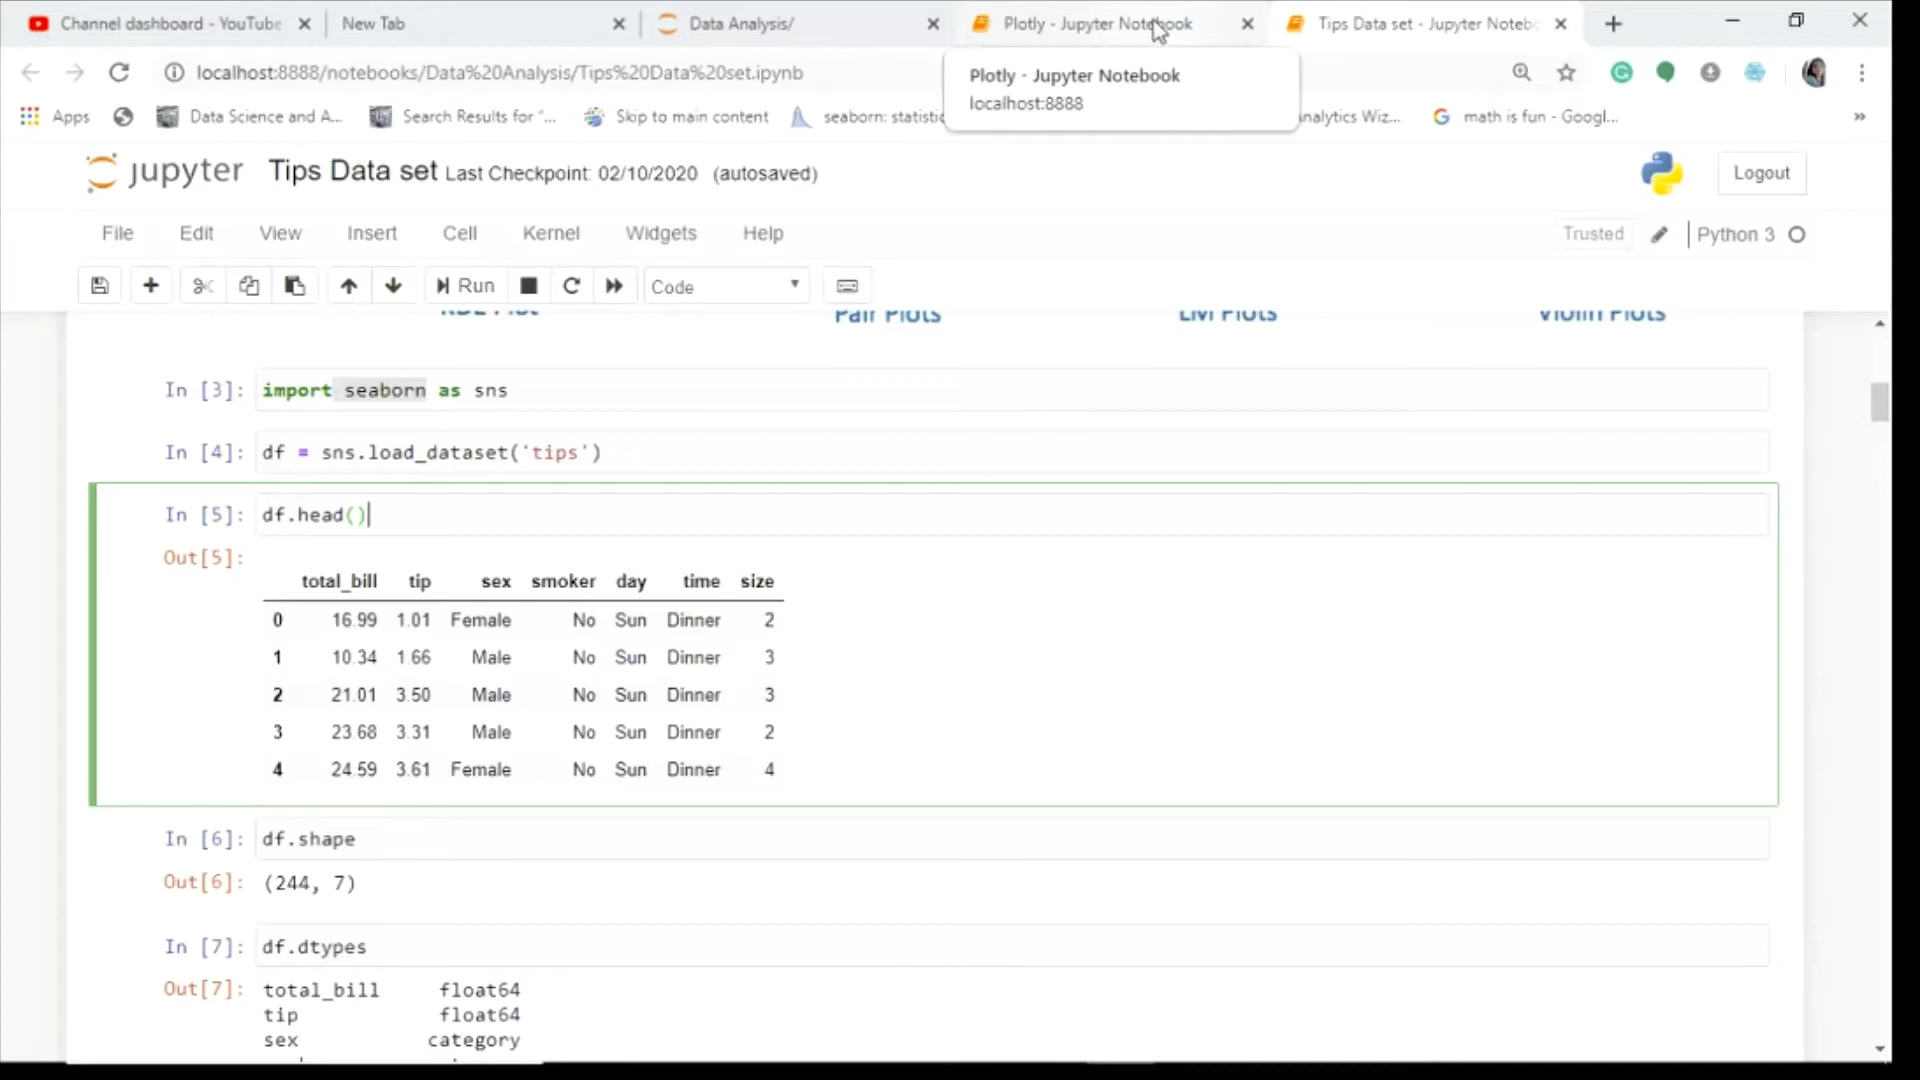 Channel dashboard - YouTube
New Tab
Data Analysis/
Plotly - Jupyter Notebook
Tips Data set - Jupyter Notebo
localhost:8888/notebooks/Data%20Analysis/Tips%20Data%20set.ipynb
Plotly - Jupyter Notebook
localhost:8888
Apps
Data Science and A...
Search Results for “...
Skip to main content
seaborn: statistic
nalytics Wiz...
math is fun - Googl...
»
jupyter
Tips Data set Last Checkpoint: 02/10/2020 (autosaved)
Logout
File Edit View Insert Cell Kernel Widgets Help
Trusted
Python 3
Run
Code
KDE Plot Pair Plots LM Plots Violin Plots
In [3]: import seaborn as sns
In [4]: df = sns.load_dataset('tips')
In [5]: df.head()
Out[5]:
total_bill tip sex smoker day time size
0 16.99 1.01 Female No Sun Dinner 2
1 10.34 1.66 Male No Sun Dinner 3
2 21.01 3.50 Male No Sun Dinner 3
3 23.68 3.31 Male No Sun Dinner 2
4 24.59 3.61 Female No Sun Dinner 4
In [6]: df.shape
Out[6]: (244, 7)
In [7]: df.dtypes
Out[7]: total_bill float64
tip float64
sex category